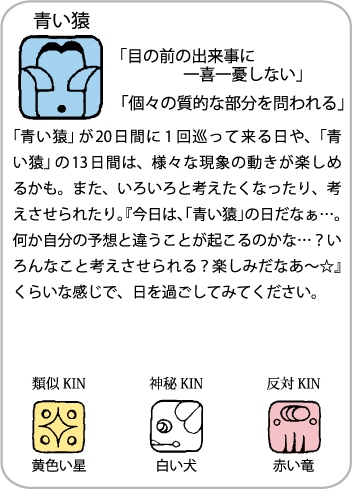 青い猿
「目の前の出来事に
一喜一憂しない」
「個々の質的な部分を問われる」
「青い猿」が20日間に１回巡って来る日や、「青
い猿」の13日間は、様々な現象の動きが楽しめ
るかも。また、いろいろと考えたくなったり、考
えさせられたり。『今日は、「青い猿」の日だなぁ…。
何か自分の予想と違うことが起こるのかな…？い
ろんなこと考えさせられる？楽しみだなあ～☆』
くらいな感じで、日を過ごしてみてください。
類似 KIN 神秘 KIN 反対 KIN
黄色い星 白い犬 赤い竜